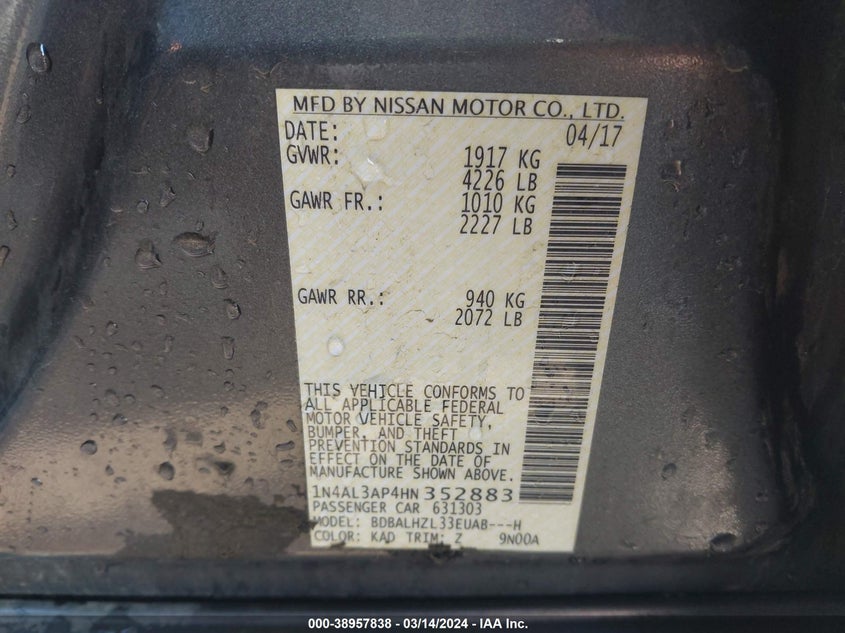 MFD BY NISSAN MOTOR CO., LTD.
DATE: 04/17
GVWR: 1917 KG
4226 LB
GAWR FR.: 1010 KG
2227 LB
GAWR RR.: 940 KG
2072 LB
THIS VEHICLE CONFORMS TO
ALL APPLICABLE FEDERAL
MOTOR VEHICLE SAFETY,
BUMPER, AND THEFT
PREVENTION STANDARDS IN
EFFECT ON THE DATE OF
MANUFACTURE SHOWN ABOVE.
1N4AL3AP4HN352883
PASSENGER CAR 631303
MODEL: BDBALHZL33EUAB---H
COLOR: KAD TRIM: Z 9N00A
000-38957838 / 03/14/2024 - IAA Inc.